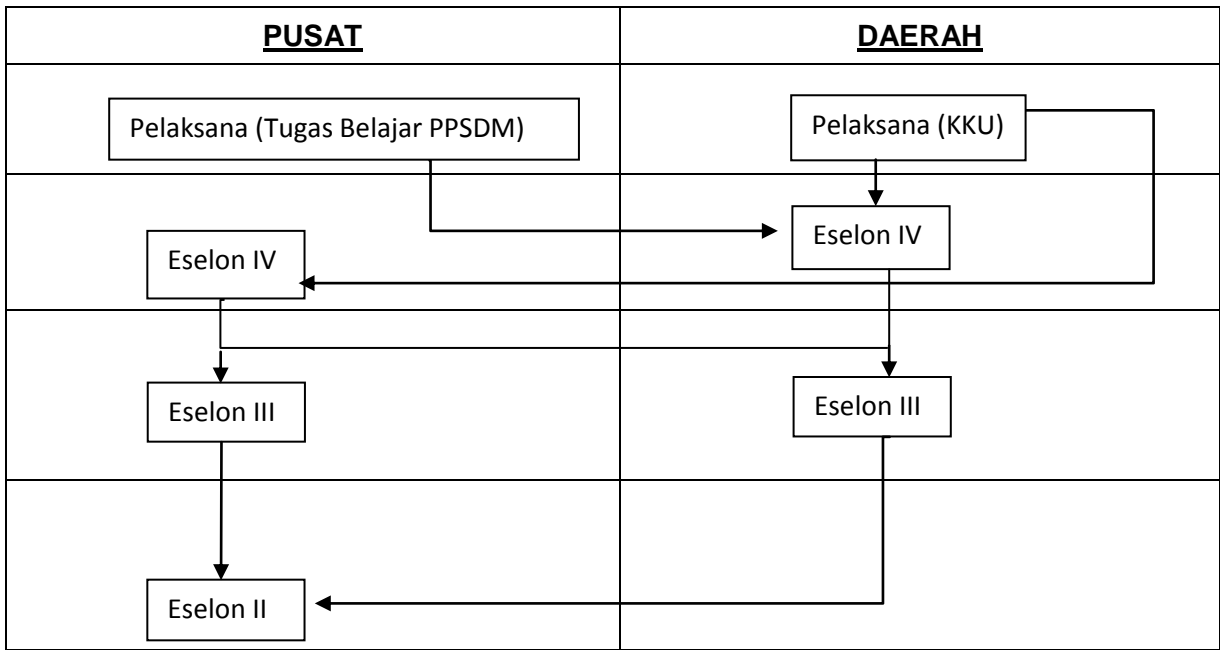 PUSAT
DAERAH
Pelaksana (Tugas Belajar PPSDM)
Pelaksana (KKU)
Eselon IV
Eselon IV
Eselon III
Eselon III
Eselon II